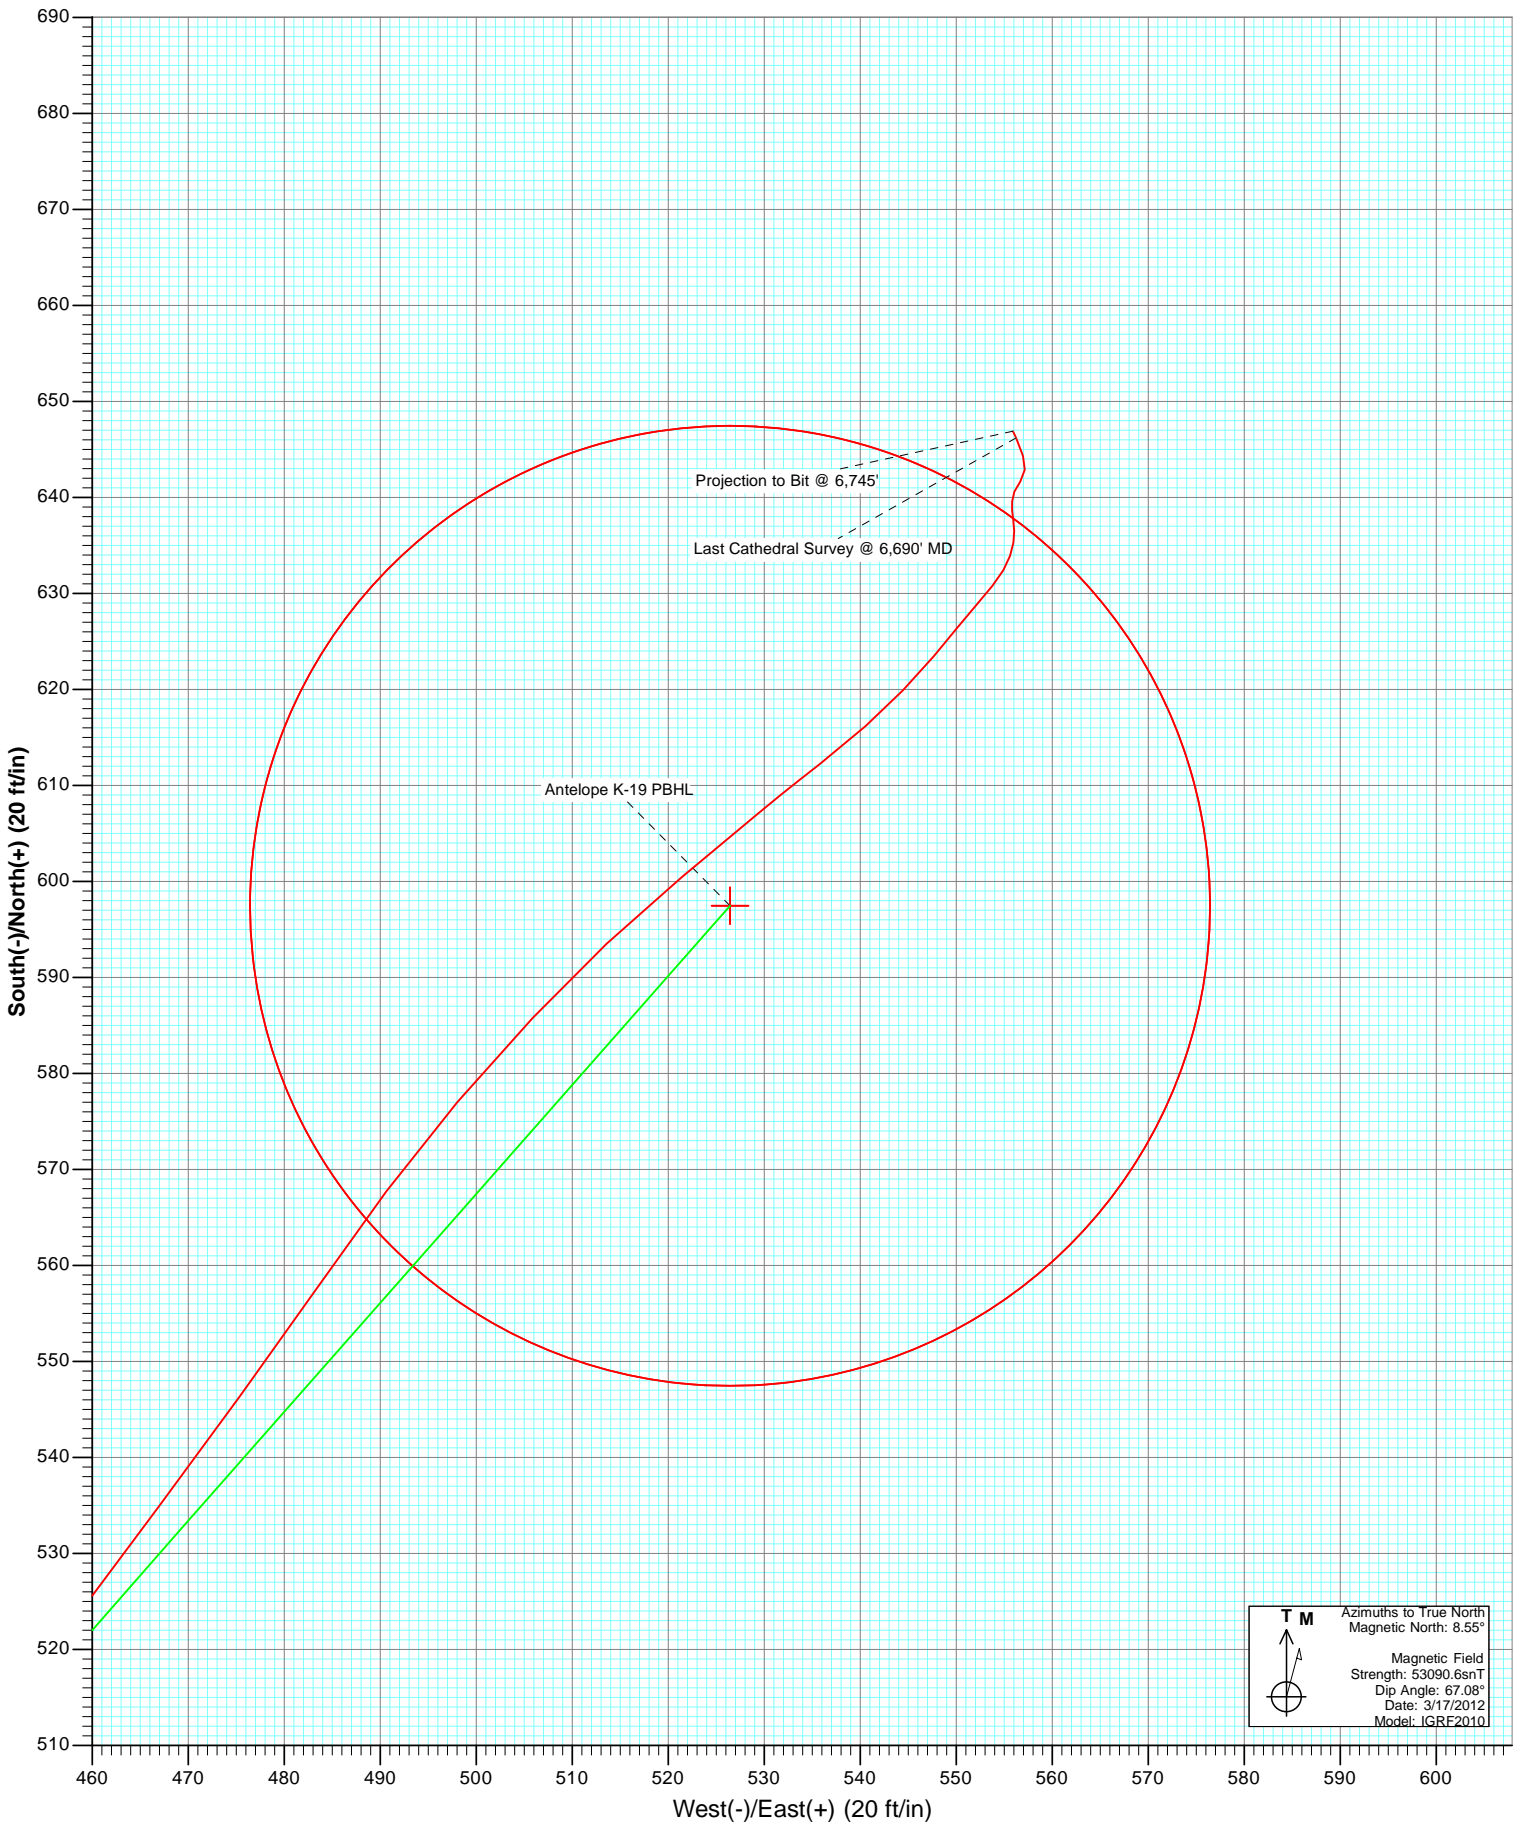 690
680
670
660
650
640
630
620
610
600
590
580
570
560
550
540
530
520
510
South(-)/North(+) (20 ft/in)
Projection to Bit @ 6,745'
Last Cathedral Survey @ 6,690' MD
Antelope K-19 PBHL
T M
Azimuths to True North
Magnetic North: 8.55°
Magnetic Field
Strength: 53090.6snT
Dip Angle: 67.08°
Date: 3/17/2012
Model: IGRF2010
460 470 480 490 500 510 520 530 540 550 560 570 580 590 600
West(-)/East(+) (20 ft/in)